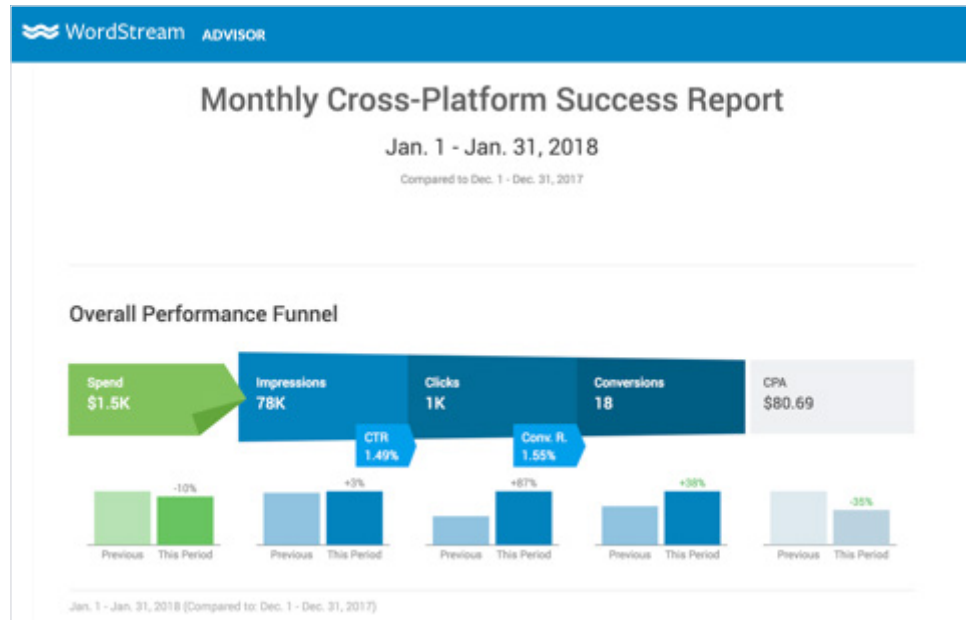 WordStream ADVISOR
Monthly Cross-Platform Success Report
Jan. 1 - Jan. 31, 2018
Compared to Dec. 1 - Dec. 31, 2017
Overall Performance Funnel
Spend
$1.5K
Impressions
78K
Clicks
1K
Conversions
18
CPA
$80.69
CTR
1.49%
Conv. R.
1.55%
-10%
Previous This Period
+3%
Previous This Period
+87%
Previous This Period
+38%
Previous This Period
-35%
Previous This Period
Jan. 1 - Jan. 31, 2018 (Compared to: Dec. 1 - Dec. 31, 2017)